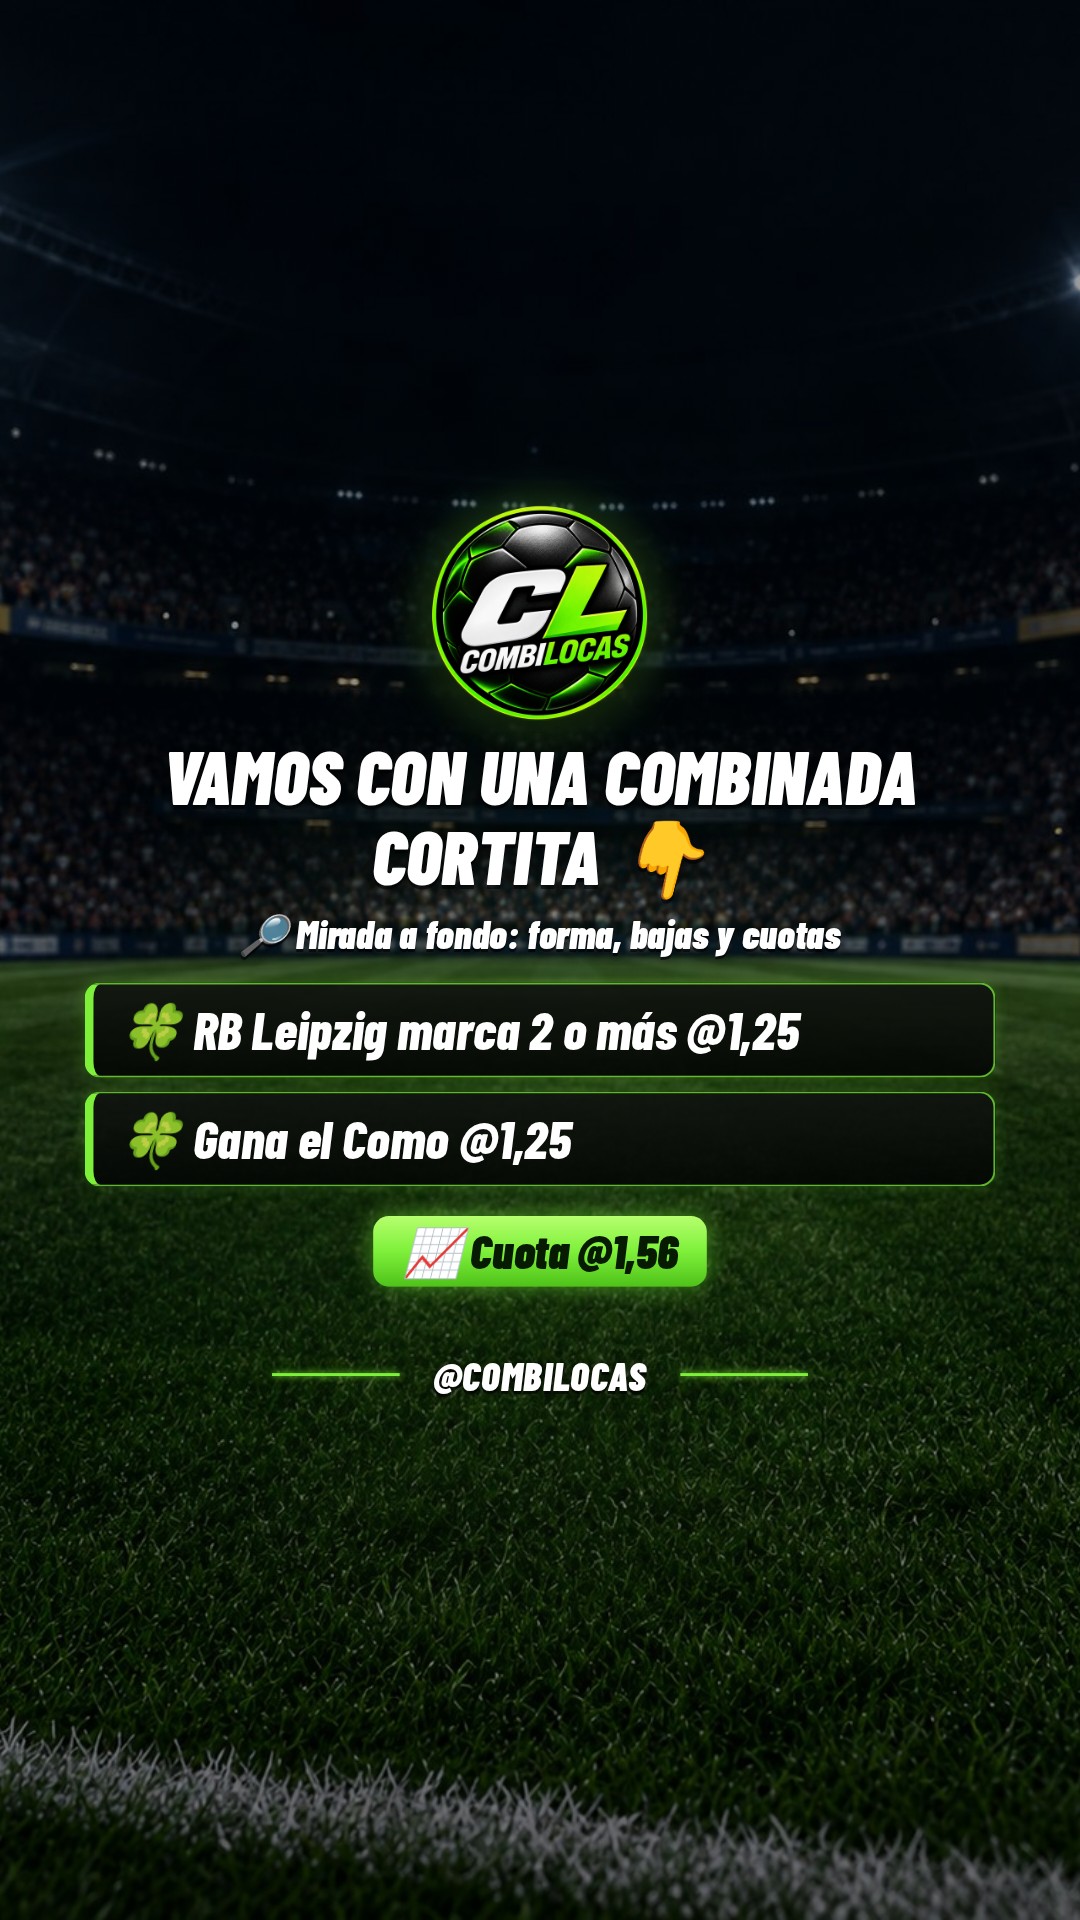 CL
COMBILOCAS
VAMOS CON UNA COMBINADA
CORTITA 👇
🔎 Mirada a fondo: forma, bajas y cuotas
🍀 RB Leipzig marca 2 o más @1,25
🍀 Gana el Como @1,25
📈 Cuota @1,56
@COMBILOCAS